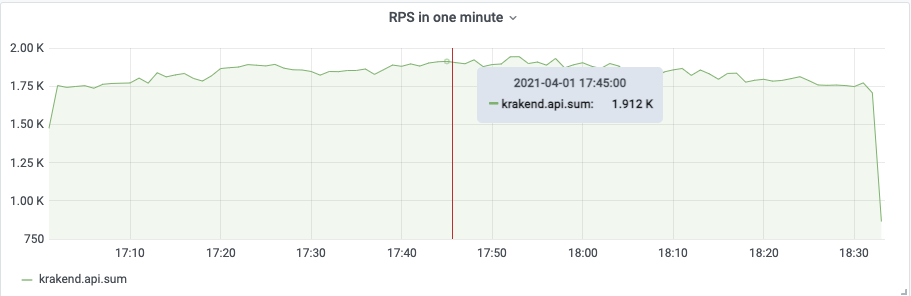 RPS in one minute
2.00 K
1.75 K
1.50 K
1.25 K
1.00 K
750
2021-04-01 17:45:00
krakend.api.sum: 1.912 K
17:10 17:20 17:30 17:40 17:50 18:00 18:10 18:20 18:30
krakend.api.sum